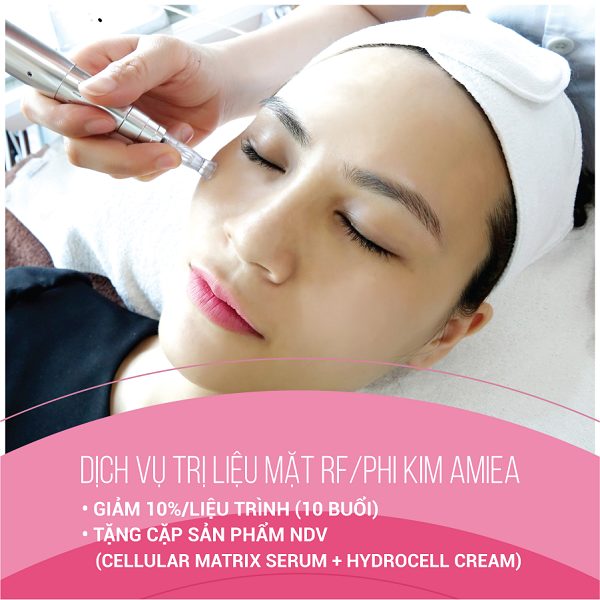 DỊCH VỤ TRỊ LIỆU MẶT RF/PHI KIM AMIEA
• GIẢM 10%/LIỆU TRÌNH (10 BUỔI)
• TẶNG CẶP SẢN PHẨM NDV
(CELLULAR MATRIX SERUM + HYDROCELL CREAM)